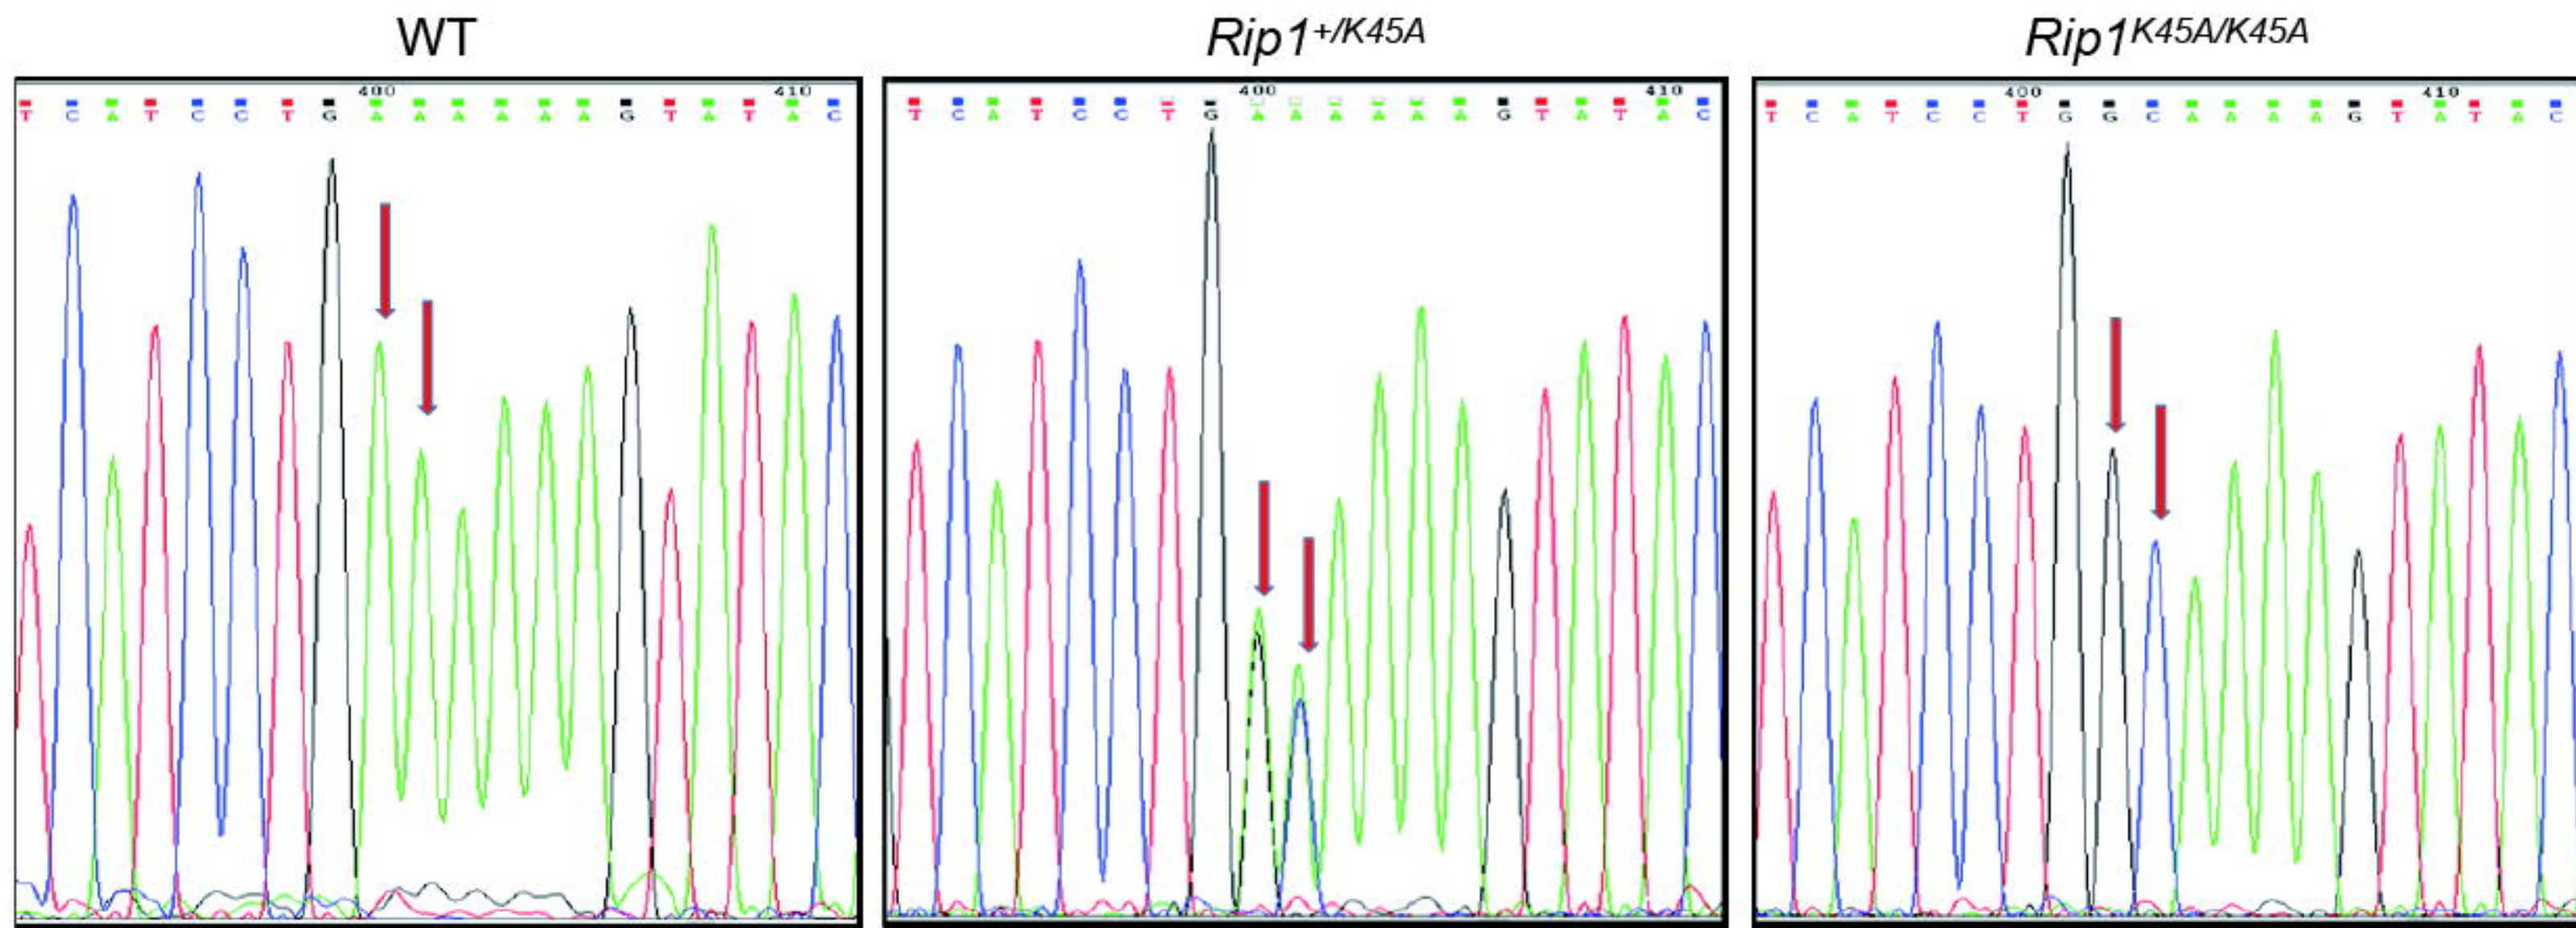 WT
400 410
T C A T C C T G A A A A A A G T A T A C
Rip1+/K45A
400 410
T C A T C C T G A A A A A A G T A T A C
Rip1K45A/K45A
400 410
T C A T C C T G G C A A A A G T A T A C